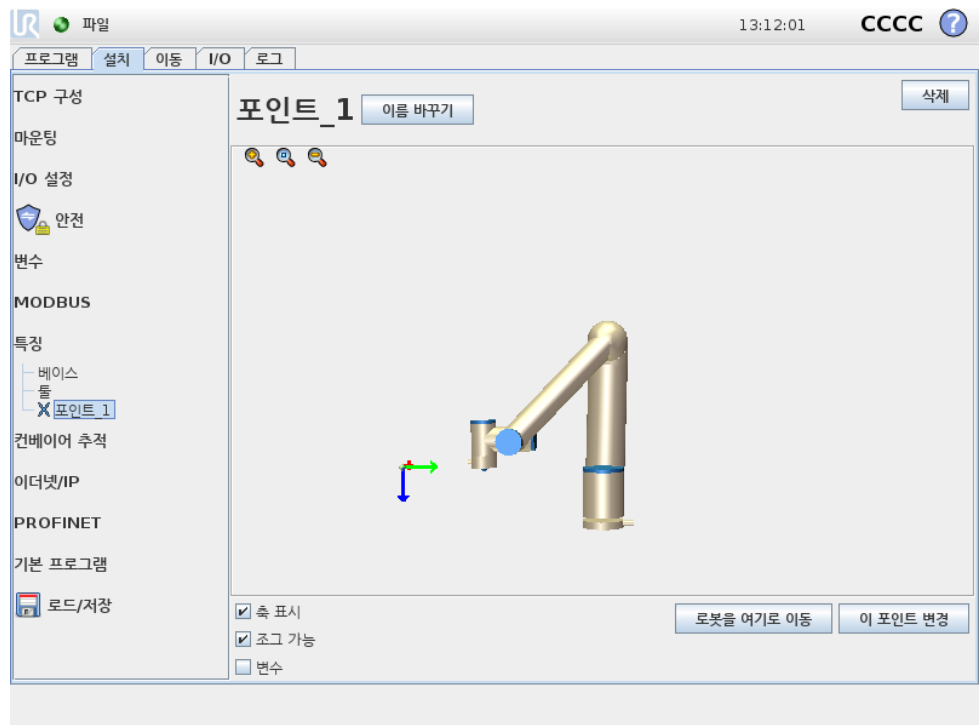 UR 파일 13:12:01 CCCC ?
프로그램 설치 이동 I/O 로그
TCP 구성
마운팅
I/O 설정
안전
변수
MODBUS
특징
베이스
툴
포인트_1
컨베이어 추적
이더넷/IP
PROFINET
기본 프로그램
로드/저장
포인트_1 이름 바꾸기 삭제
축 표시
조그 가능
변수
로봇을 여기로 이동 이 포인트 변경